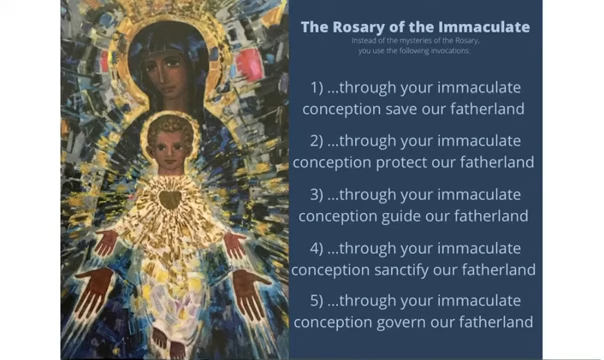 The Rosary of the Immaculate
Instead of the mysteries of the Rosary,
you use the following invocations:
1) ...through your immaculate
conception save our fatherland
2) ...through your immaculate
conception protect our fatherland
3) ...through your immaculate
conception guide our fatherland
4) ...through your immaculate
conception sanctify our fatherland
5) ...through your immaculate
conception govern our fatherland